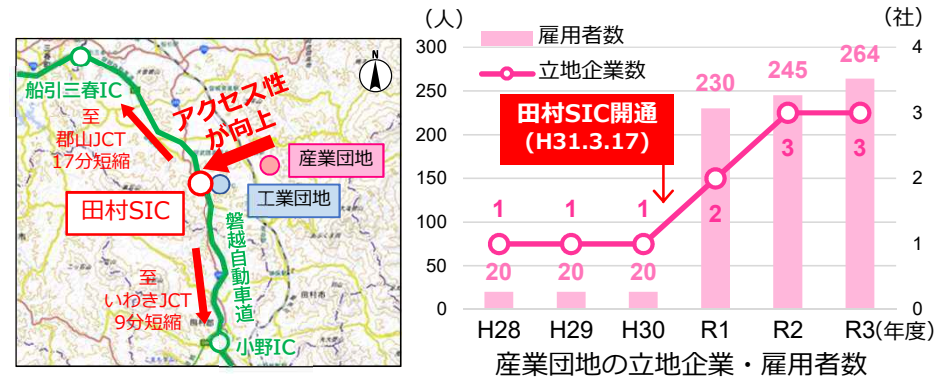 N
船引三春IC
至
郡山JCT
17分短縮
アクセス性
が向上
産業団地
工業団地
田村SIC
磐越自動車道
至
いわきJCT
9分短縮
小野IC
田村市
（人）
（社）
雇用者数
立地企業数
田村SIC開通
(H31.3.17)
300
250
200
150
100
50
0
4
3
2
1
0
1
1
1
2
3
3
20
20
20
230
245
264
H28
H29
H30
R1
R2
R3
(年度)
産業団地の立地企業・雇用者数